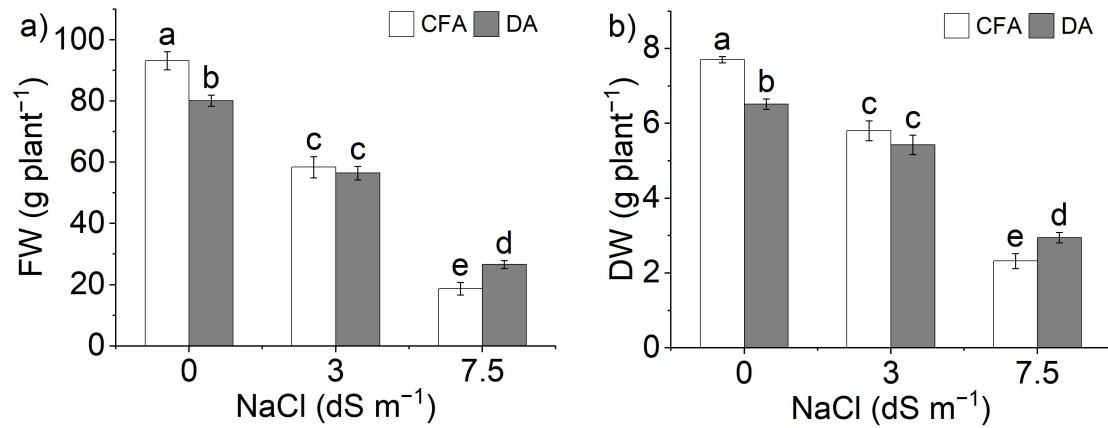 a)
CFA DA
FW (g plant⁻¹)
100
80
60
40
20
0
a
b
c
c
e
d
0 3 7.5
NaCl (dS m⁻¹)
b)
CFA DA
DW (g plant⁻¹)
8
6
4
2
0
a
b
c
c
e
d
0 3 7.5
NaCl (dS m⁻¹)